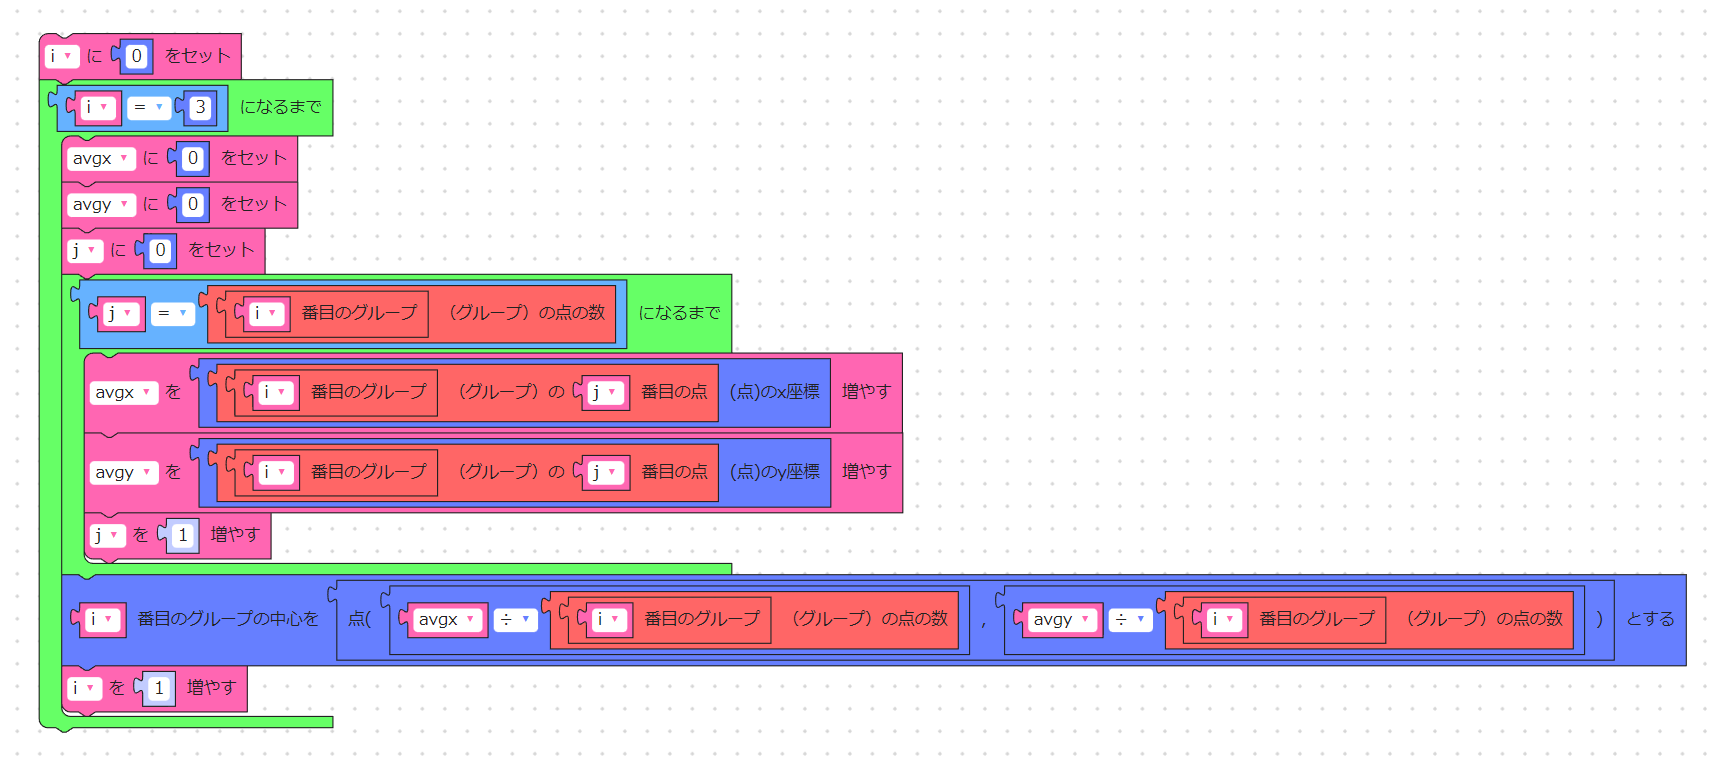 i に 0 をセット
i = 3 になるまで
avgx に 0 をセット
avgy に 0 をセット
j に 0 をセット
j = i 番目のグループ （グループ）の点の数 になるまで
avgx を i 番目のグループ （グループ）の j 番目の点 (点)のx座標 増やす
avgy を i 番目のグループ （グループ）の j 番目の点 (点)のy座標 増やす
j を 1 増やす
i 番目のグループの中心を 点( avgx ÷ i 番目のグループ （グループ）の点の数 , avgy ÷ i 番目のグループ （グループ）の点の数 ) とする
i を 1 増やす